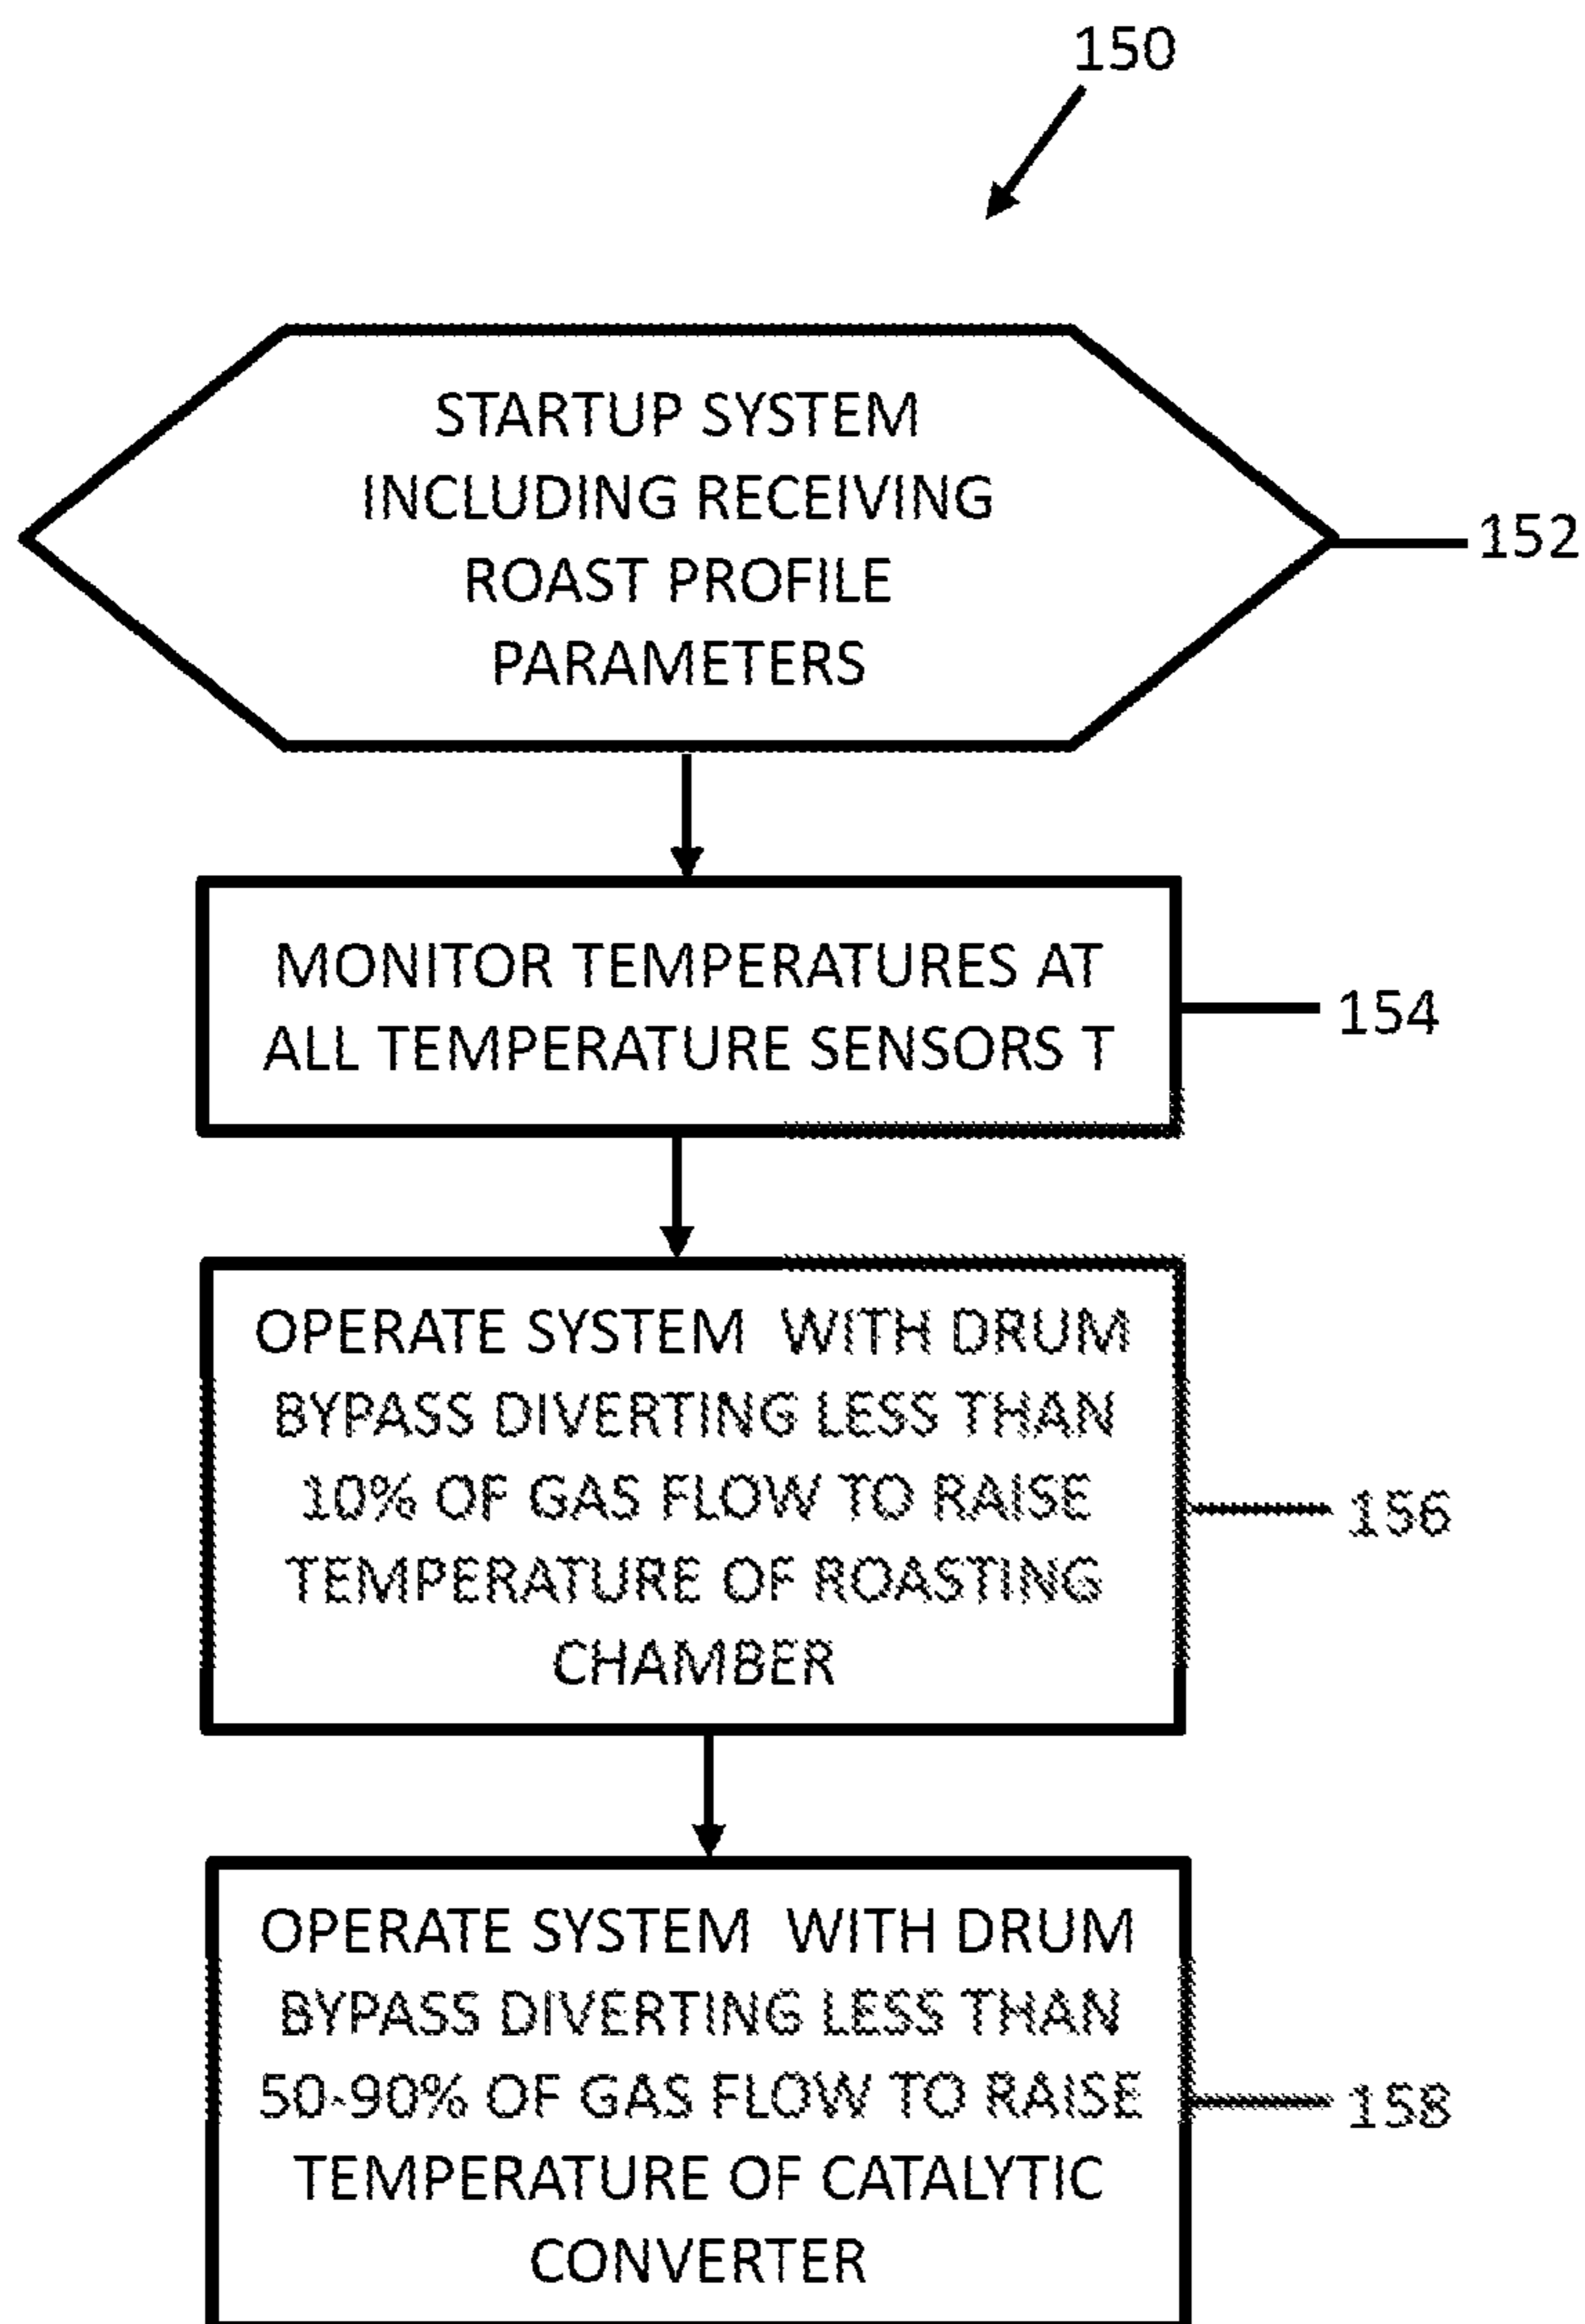 150
STARTUP SYSTEM
INCLUDING RECEIVING
ROAST PROFILE
PARAMETERS
152
MONITOR TEMPERATURES AT
ALL TEMPERATURE SENSORS T
154
OPERATE SYSTEM WITH DRUM
BYPASS DIVERTING LESS THAN
10% OF GAS FLOW TO RAISE
TEMPERATURE OF ROASTING
CHAMBER
156
OPERATE SYSTEM WITH DRUM
BYPASS DIVERTING LESS THAN
50-90% OF GAS FLOW TO RAISE
TEMPERATURE OF CATALYTIC
CONVERTER
158